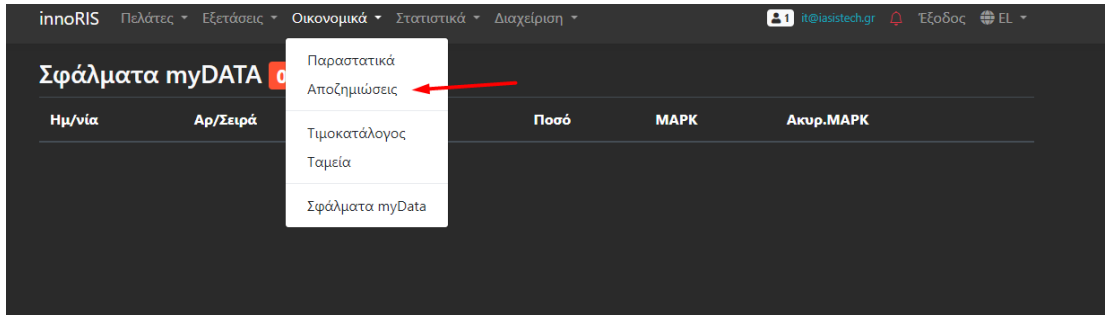 innoRIS Πελάτες Εξετάσεις Οικονομικά Στατιστικά Διαχείριση 1 it@iasistech.gr Έξοδος EL
Παραστατικά
Σφάλματα myDATA 0
Αποζημιώσεις
Ημ/νία Αρ/Σειρά Ποσό ΜΑΡΚ Ακυρ.ΜΑΡΚ
Τιμοκατάλογος
Ταμεία
Σφάλματα myData